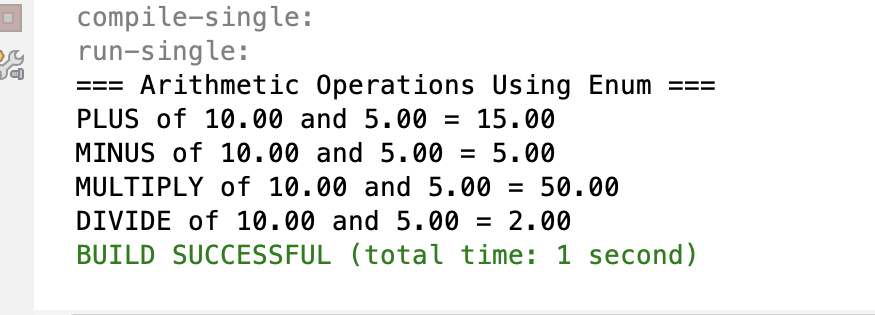 compile-single:
run-single:
=== Arithmetic Operations Using Enum ===
PLUS of 10.00 and 5.00 = 15.00
MINUS of 10.00 and 5.00 = 5.00
MULTIPLY of 10.00 and 5.00 = 50.00
DIVIDE of 10.00 and 5.00 = 2.00
BUILD SUCCESSFUL (total time: 1 second)